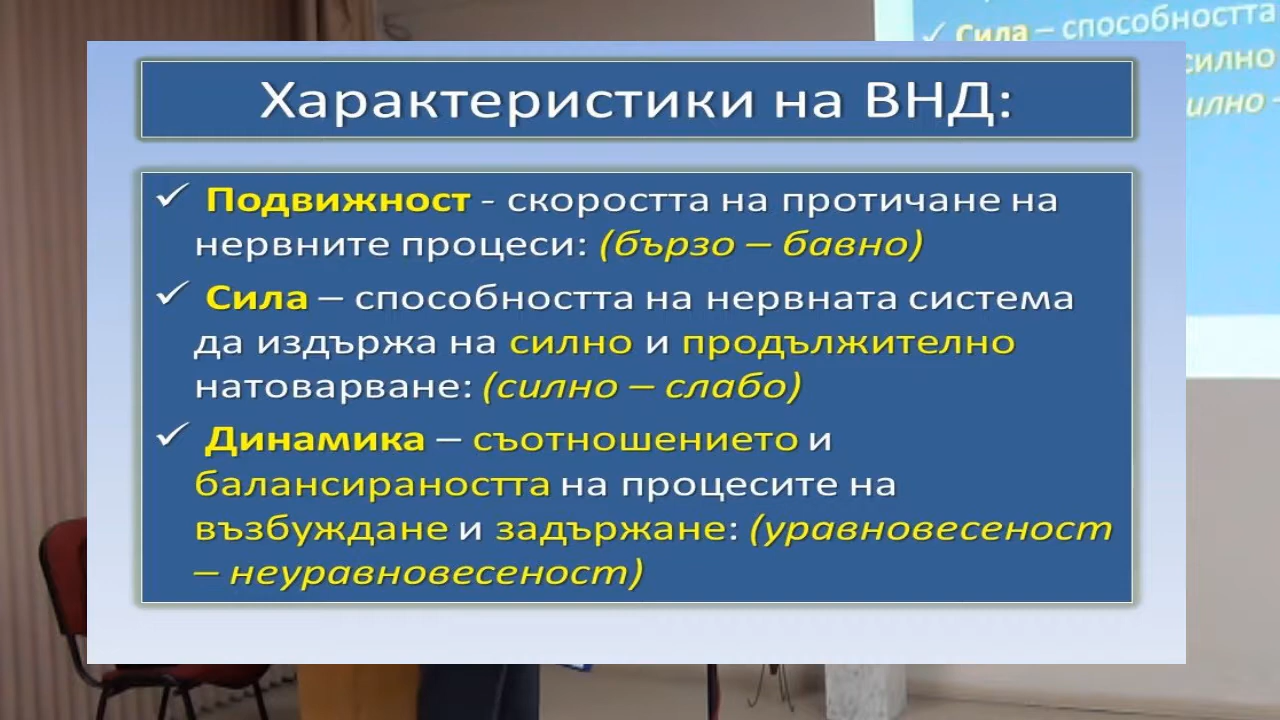 ✓ Сила – способността
силно
илно –
Характеристики на ВНД:
✓ Подвижност - скоростта на протичане на
нервните процеси: (бързо – бавно)
✓ Сила – способността на нервната система
да издържа на силно и продължително
натоварване: (силно – слабо)
✓ Динамика – съотношението и
балансираността на процесите на
възбуждане и задържане: (уравновесеност
– неуравновесеност)